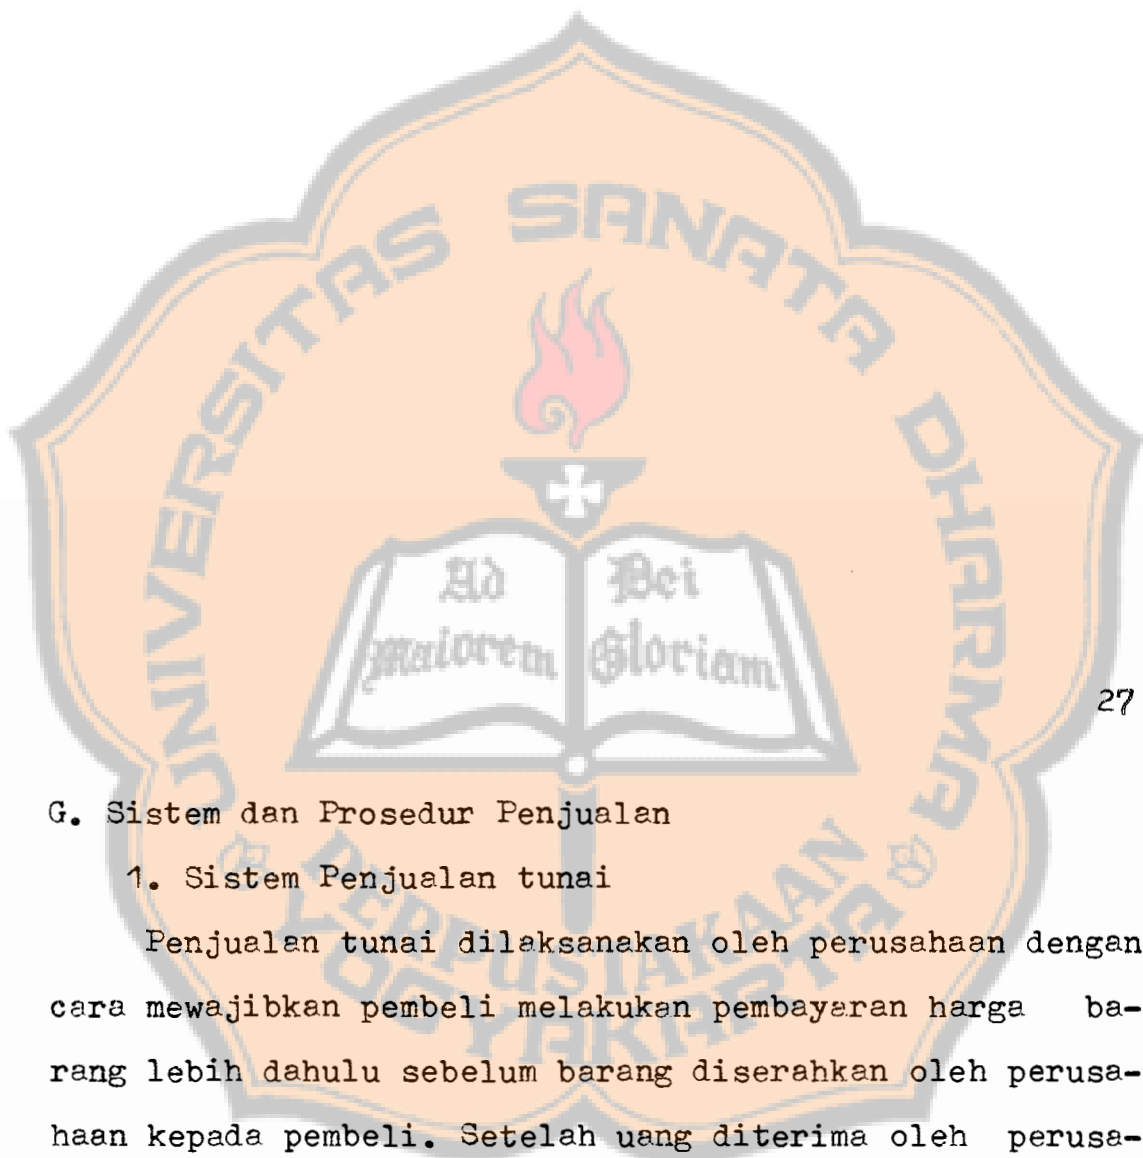 UNIVERSITAS SANATA DHARMA
Ad Dei
maiorem Gloriam
27
G. Sistem dan Prosedur Penjualan
1. Sistem Penjualan tunai
PERPUSTAKAAN
YOGYAKARTA
Penjualan tunai dilaksanakan oleh perusahaan dengan
cara mewajibkan pembeli melakukan pembayaran harga ba-
rang lebih dahulu sebelum barang diserahkan oleh perusa-
haan kepada pembeli. Setelah uang diterima oleh perusa-